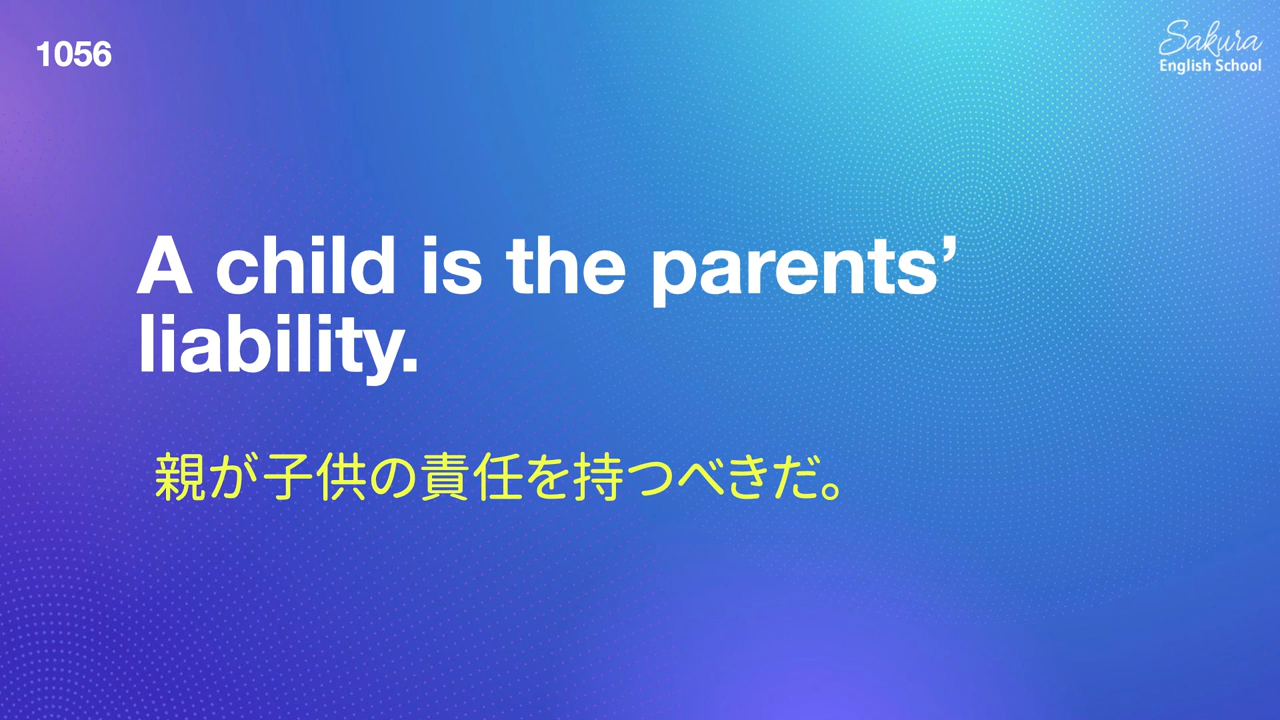 1056
Sakura
English School
A child is the parents’
liability.
親が子供の責任を持つべきだ。